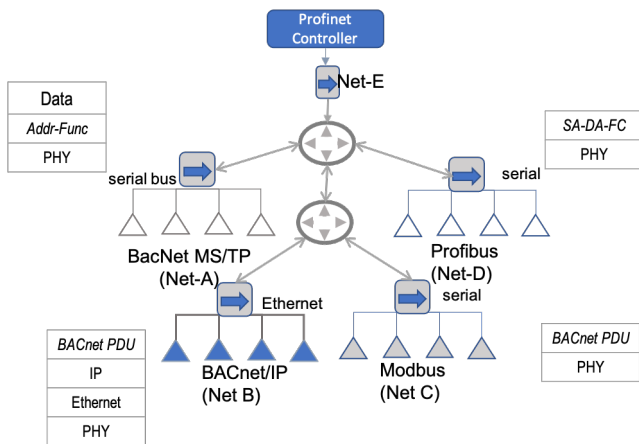 Profinet
Controller
Net-E
Data
Addr-Func
PHY
SA-DA-FC
PHY
serial bus
serial
BacNet MS/TP
(Net-A)
Profibus
(Net-D)
Ethernet
serial
BACnet PDU
IP
Ethernet
PHY
BACnet/IP
(Net B)
Modbus
(Net C)
BACnet PDU
PHY